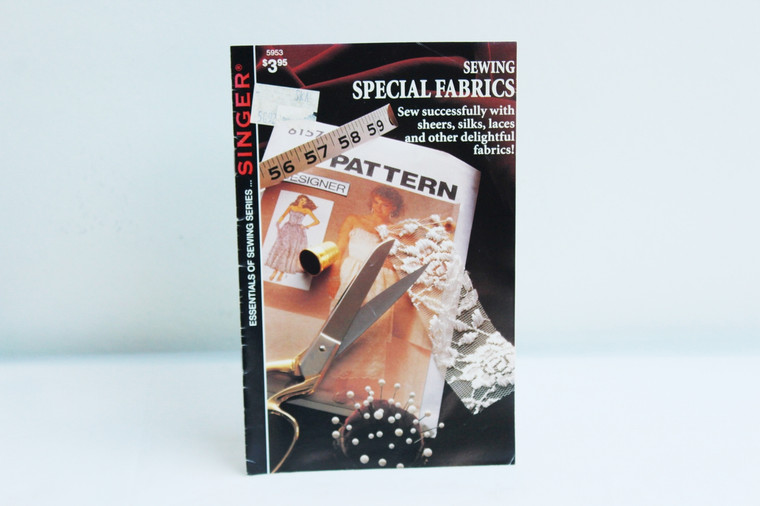 5953
$3.95
SINGER®
ESSENTIALS OF SEWING SERIES...
SEWING
SPECIAL FABRICS
Sew successfully with
sheers, silks, laces
and other delightful
fabrics!
56 57 58 59
6157
PATTERN
DESIGNER